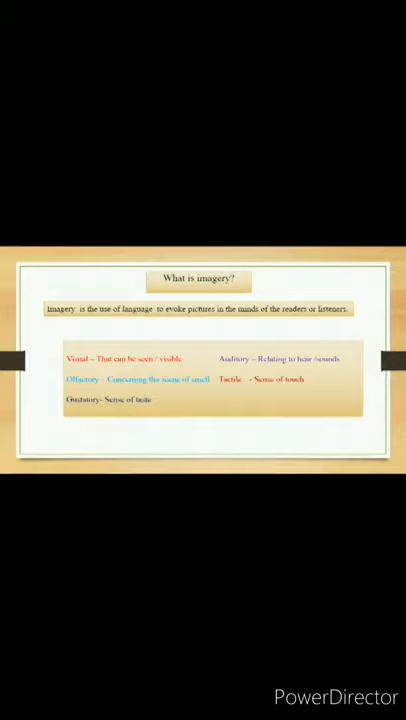 What is imagery?
Imagery is the use of language to evoke pictures in the minds of the readers or listeners.
Visual – That can be seen / visible
Auditory – Relating to hear /sounds
Olfactory – Concerning the sense of smell
Tactile - Sense of touch
Gustatory- Sense of taste
PowerDirector